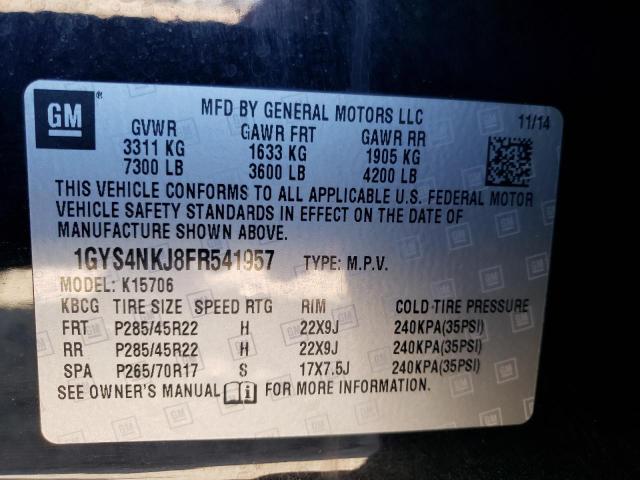 GM ®
MFD BY GENERAL MOTORS LLC
11/14
GVWR GAWR FRT GAWR RR
3311 KG 1633 KG 1905 KG
7300 LB 3600 LB 4200 LB
THIS VEHICLE CONFORMS TO ALL APPLICABLE U.S. FEDERAL MOTOR
VEHICLE SAFETY STANDARDS IN EFFECT ON THE DATE OF
MANUFACTURE SHOWN ABOVE.
1GYS4NKJ8FR541957 TYPE: M.P.V.
MODEL: K15706
KBCG TIRE SIZE SPEED RTG RIM COLD TIRE PRESSURE
FRT P285/45R22 H 22X9J 240KPA(35PSI)
RR P285/45R22 H 22X9J 240KPA(35PSI)
SPA P265/70R17 S 17X7.5J 240KPA(35PSI)
SEE OWNER'S MANUAL FOR MORE INFORMATION.